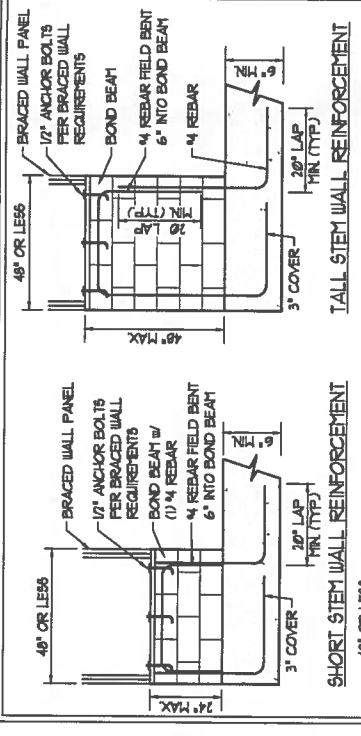 48" OR LESS
BRACED WALL PANEL
1/2" ANCHOR BOLTS
PER BRACED WALL
REQUIREMENTS
BOND BEAM w/
(1) #4 REBAR
#4 REBAR FIELD BENT
6" INTO BOND BEAM
24" MAX.
6" MIN.
3" COVER
20" LAP
MIN. (TYP.)
SHORT STEM WALL REINFORCEMENT
48" OR LESS
BRACED WALL PANEL
1/2" ANCHOR BOLTS
PER BRACED WALL
REQUIREMENTS
BOND BEAM
#4 REBAR FIELD BENT
6" INTO BOND BEAM
#4 REBAR
48" MAX.
20 LAP
MIN. (TYP)
6" MIN.
3" COVER
20" LAP
MIN. (TYP.)
TALL STEM WALL REINFORCEMENT